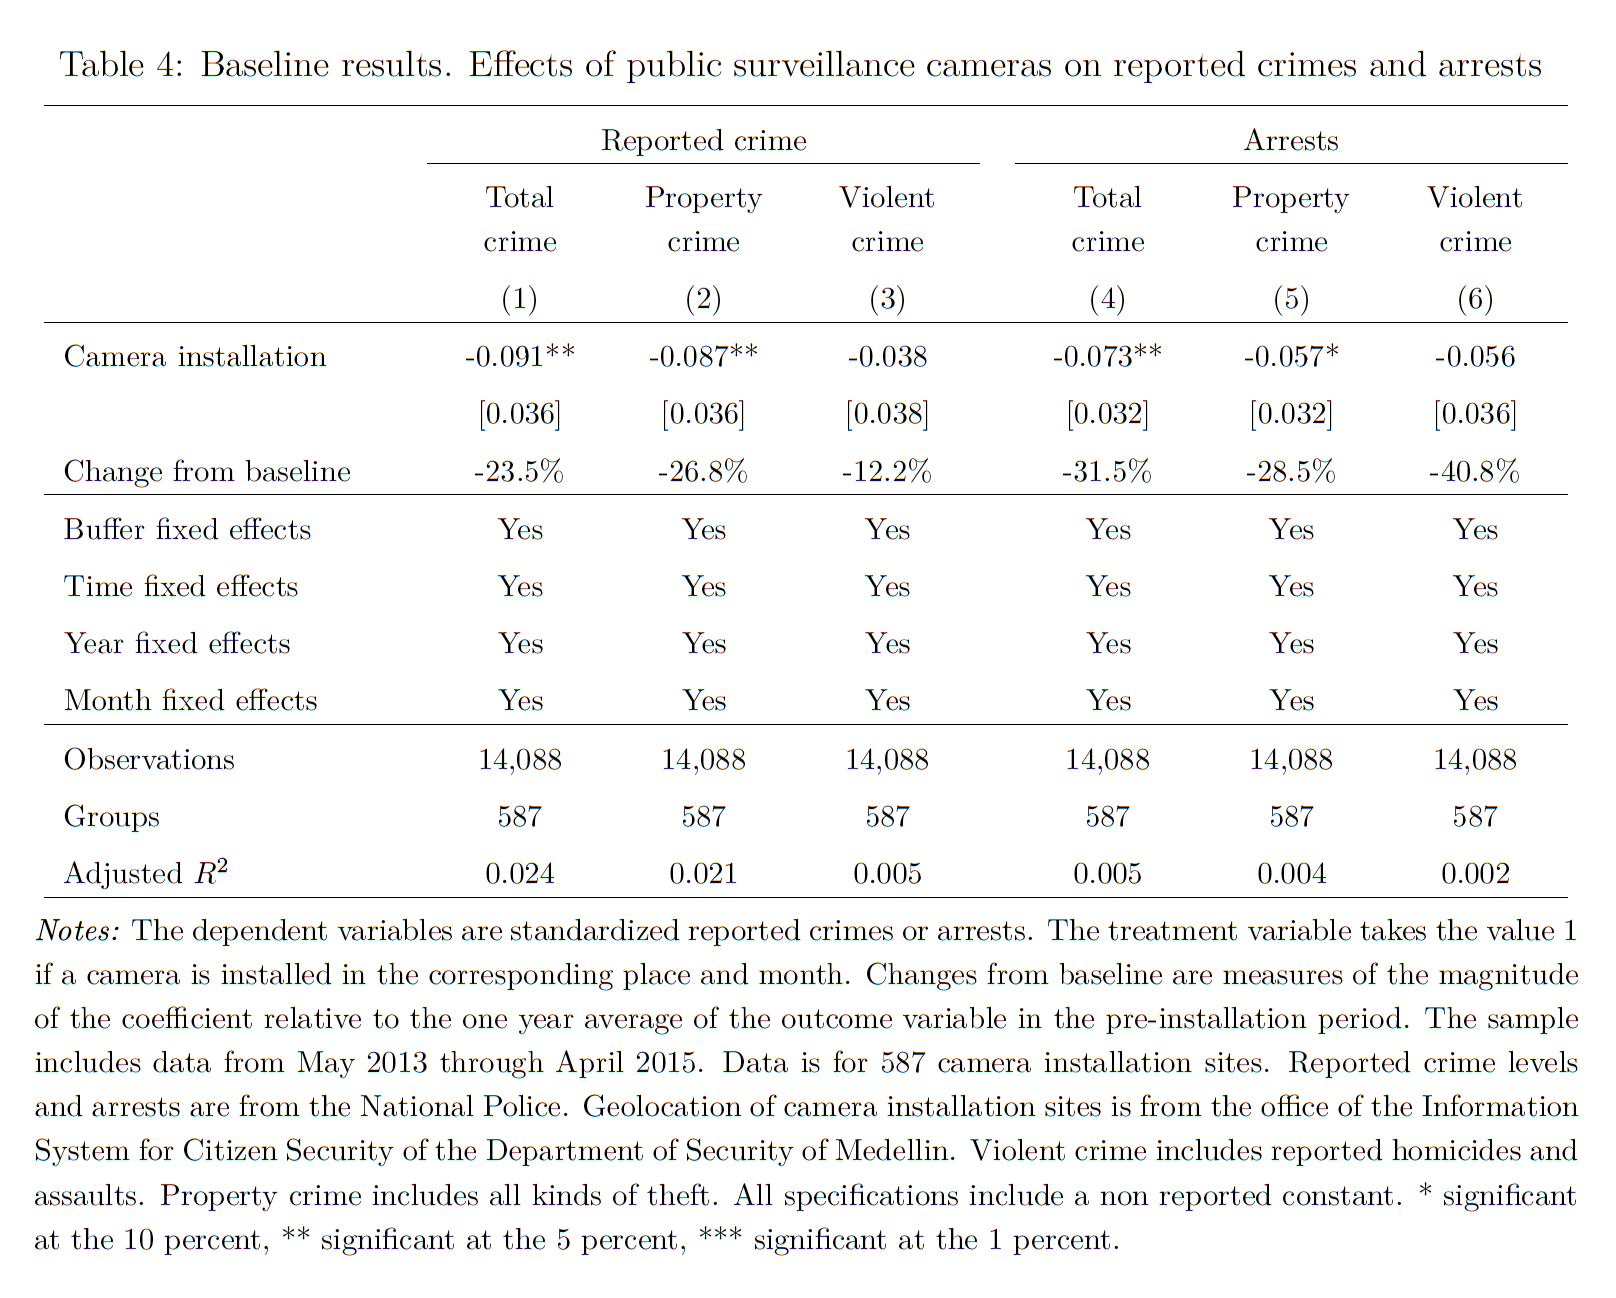 Table 4: Baseline results. Effects of public surveillance cameras on reported crimes and arrests
Reported crime Arrests
Total Property Violent Total Property Violent
crime crime crime crime crime crime
(1) (2) (3) (4) (5) (6)
Camera installation -0.091** -0.087** -0.038 -0.073** -0.057* -0.056
[0.036] [0.036] [0.038] [0.032] [0.032] [0.036]
Change from baseline -23.5% -26.8% -12.2% -31.5% -28.5% -40.8%
Buffer fixed effects Yes Yes Yes Yes Yes Yes
Time fixed effects Yes Yes Yes Yes Yes Yes
Year fixed effects Yes Yes Yes Yes Yes Yes
Month fixed effects Yes Yes Yes Yes Yes Yes
Observations 14,088 14,088 14,088 14,088 14,088 14,088
Groups 587 587 587 587 587 587
Adjusted R² 0.024 0.021 0.005 0.005 0.004 0.002
Notes: The dependent variables are standardized reported crimes or arrests. The treatment variable takes the value 1
if a camera is installed in the corresponding place and month. Changes from baseline are measures of the magnitude
of the coefficient relative to the one year average of the outcome variable in the pre-installation period. The sample
includes data from May 2013 through April 2015. Data is for 587 camera installation sites. Reported crime levels
and arrests are from the National Police. Geolocation of camera installation sites is from the office of the Information
System for Citizen Security of the Department of Security of Medellin. Violent crime includes reported homicides and
assaults. Property crime includes all kinds of theft. All specifications include a non reported constant. * significant
at the 10 percent, ** significant at the 5 percent, *** significant at the 1 percent.